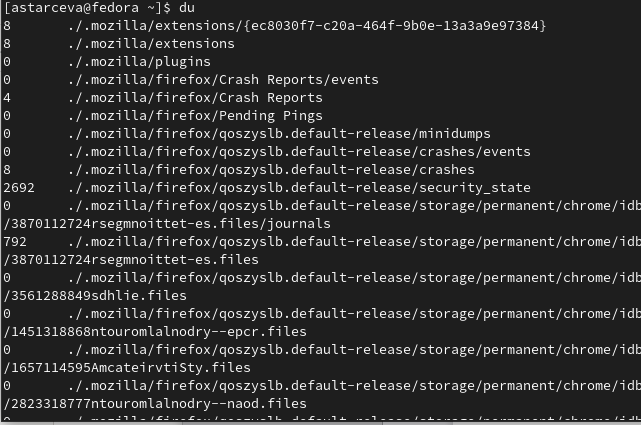 [astarceva@fedora ~]$ du
8       ./.mozilla/extensions/{ec8030f7-c20a-464f-9b0e-13a3a9e97384}
8       ./.mozilla/extensions
0       ./.mozilla/plugins
0       ./.mozilla/firefox/Crash Reports/events
4       ./.mozilla/firefox/Crash Reports
0       ./.mozilla/firefox/Pending Pings
0       ./.mozilla/firefox/qoszyslb.default-release/minidumps
0       ./.mozilla/firefox/qoszyslb.default-release/crashes/events
8       ./.mozilla/firefox/qoszyslb.default-release/crashes
2692    ./.mozilla/firefox/qoszyslb.default-release/security_state
0       ./.mozilla/firefox/qoszyslb.default-release/storage/permanent/chrome/idb
/3870112724rsegmnoittet-es.files/journals
792     ./.mozilla/firefox/qoszyslb.default-release/storage/permanent/chrome/idb
/3870112724rsegmnoittet-es.files
0       ./.mozilla/firefox/qoszyslb.default-release/storage/permanent/chrome/idb
/3561288849sdhlie.files
0       ./.mozilla/firefox/qoszyslb.default-release/storage/permanent/chrome/idb
/1451318868ntouromlalnodry--epcr.files
0       ./.mozilla/firefox/qoszyslb.default-release/storage/permanent/chrome/idb
/1657114595AmcateirvtiSty.files
0       ./.mozilla/firefox/qoszyslb.default-release/storage/permanent/chrome/idb
/2823318777ntouromlalnodry--naod.files